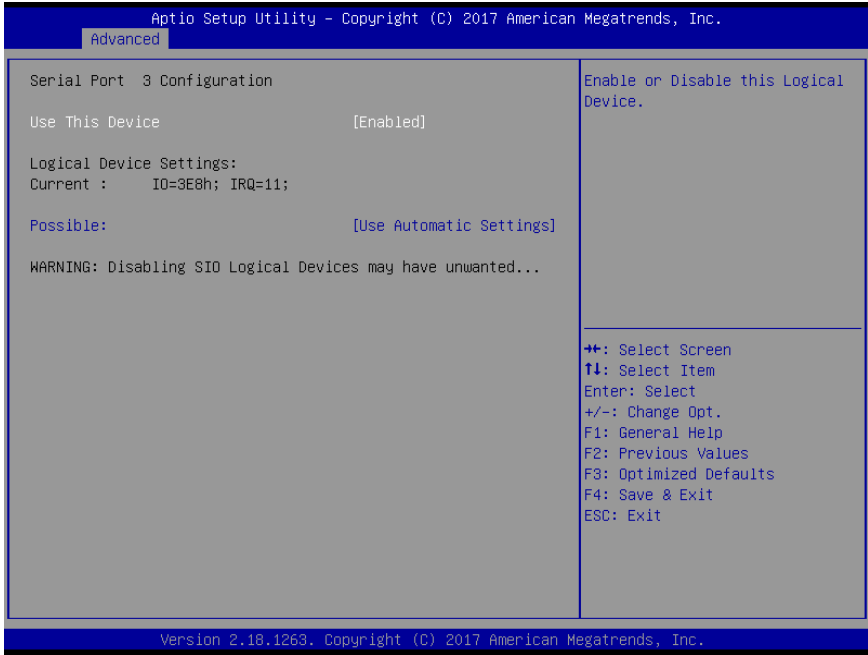 Aptio Setup Utility – Copyright (C) 2017 American Megatrends, Inc.
Advanced
Serial Port 3 Configuration
Use This Device [Enabled]
Logical Device Settings:
Current : IO=3E8h; IRQ=11;
Possible: [Use Automatic Settings]
WARNING: Disabling SIO Logical Devices may have unwanted...
Enable or Disable this Logical
Device.
→←: Select Screen
↑↓: Select Item
Enter: Select
+/-: Change Opt.
F1: General Help
F2: Previous Values
F3: Optimized Defaults
F4: Save & Exit
ESC: Exit
Version 2.18.1263. Copyright (C) 2017 American Megatrends, Inc.